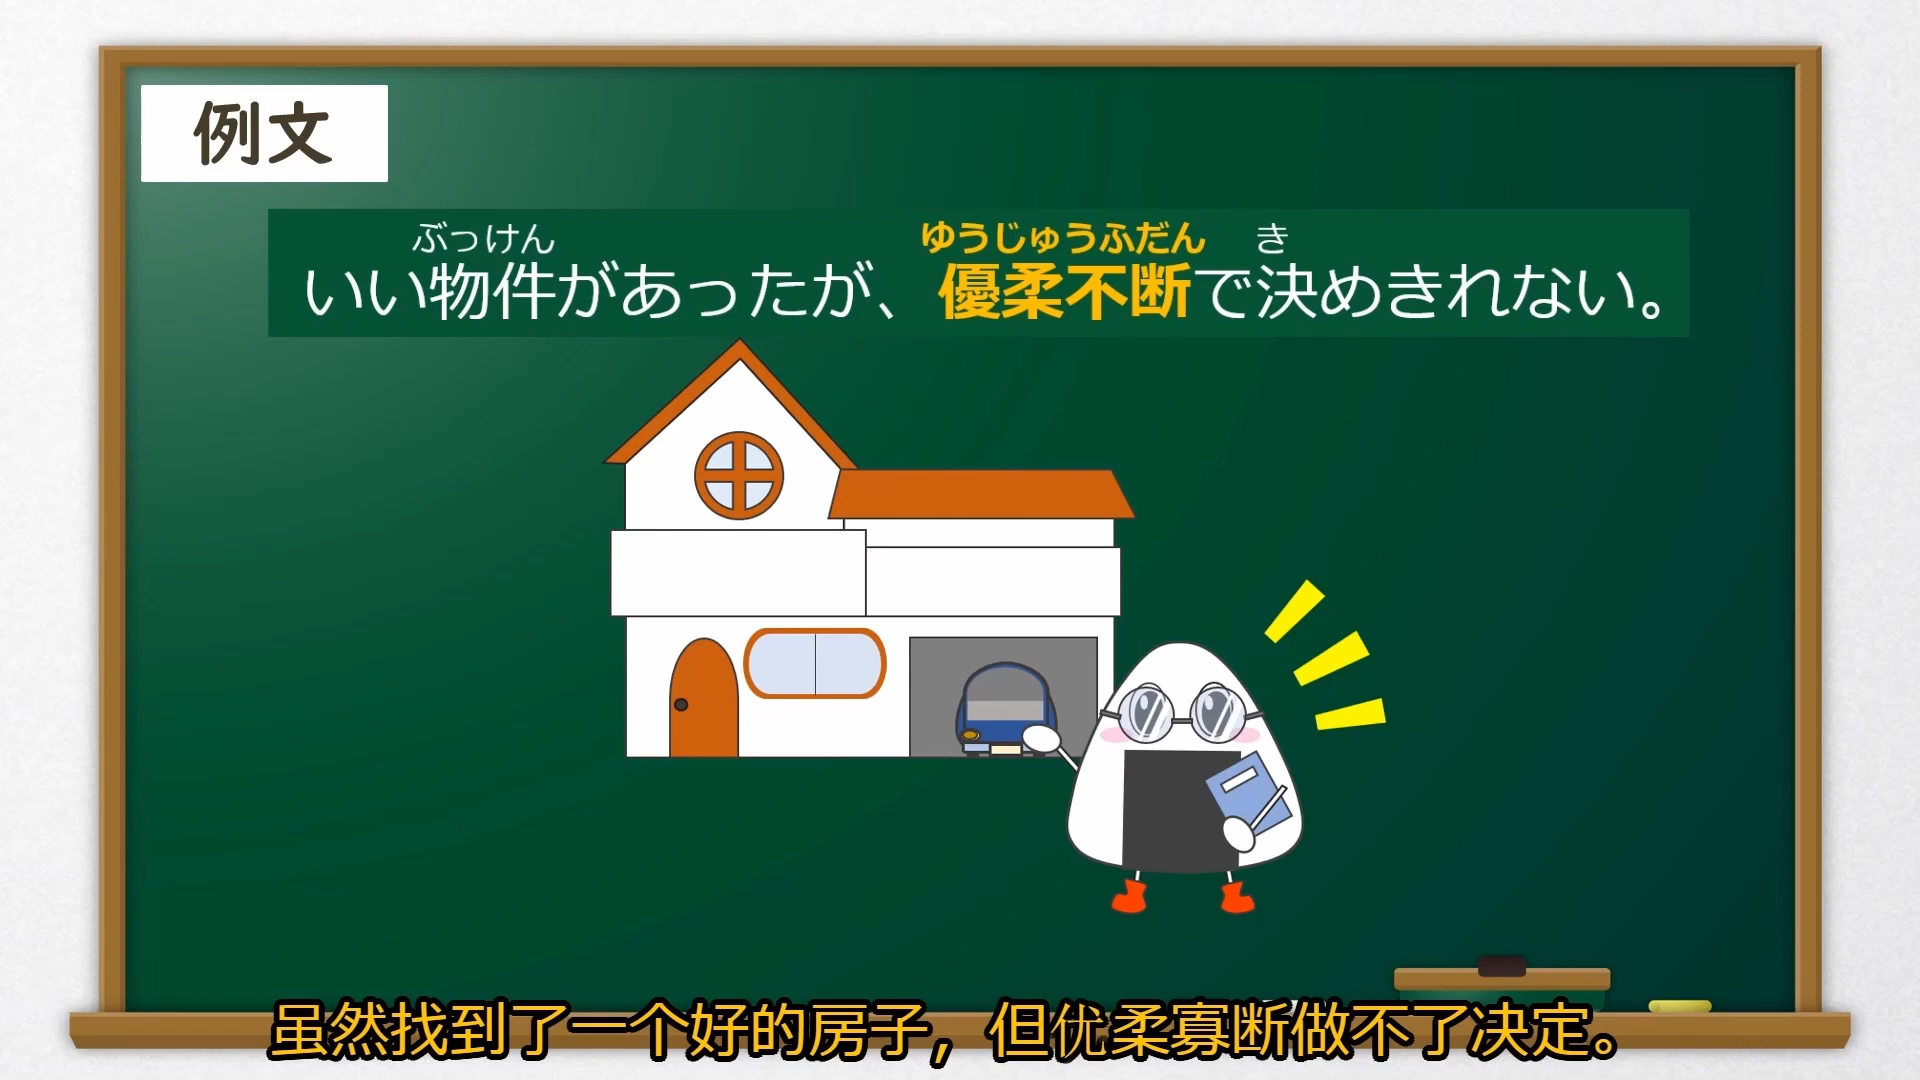 例文
ぶっけん ゆうじゅうふだん き
いい物件があったが、優柔不断で決めきれない。
虽然找到了一个好的房子，但优柔寡断做不了决定。